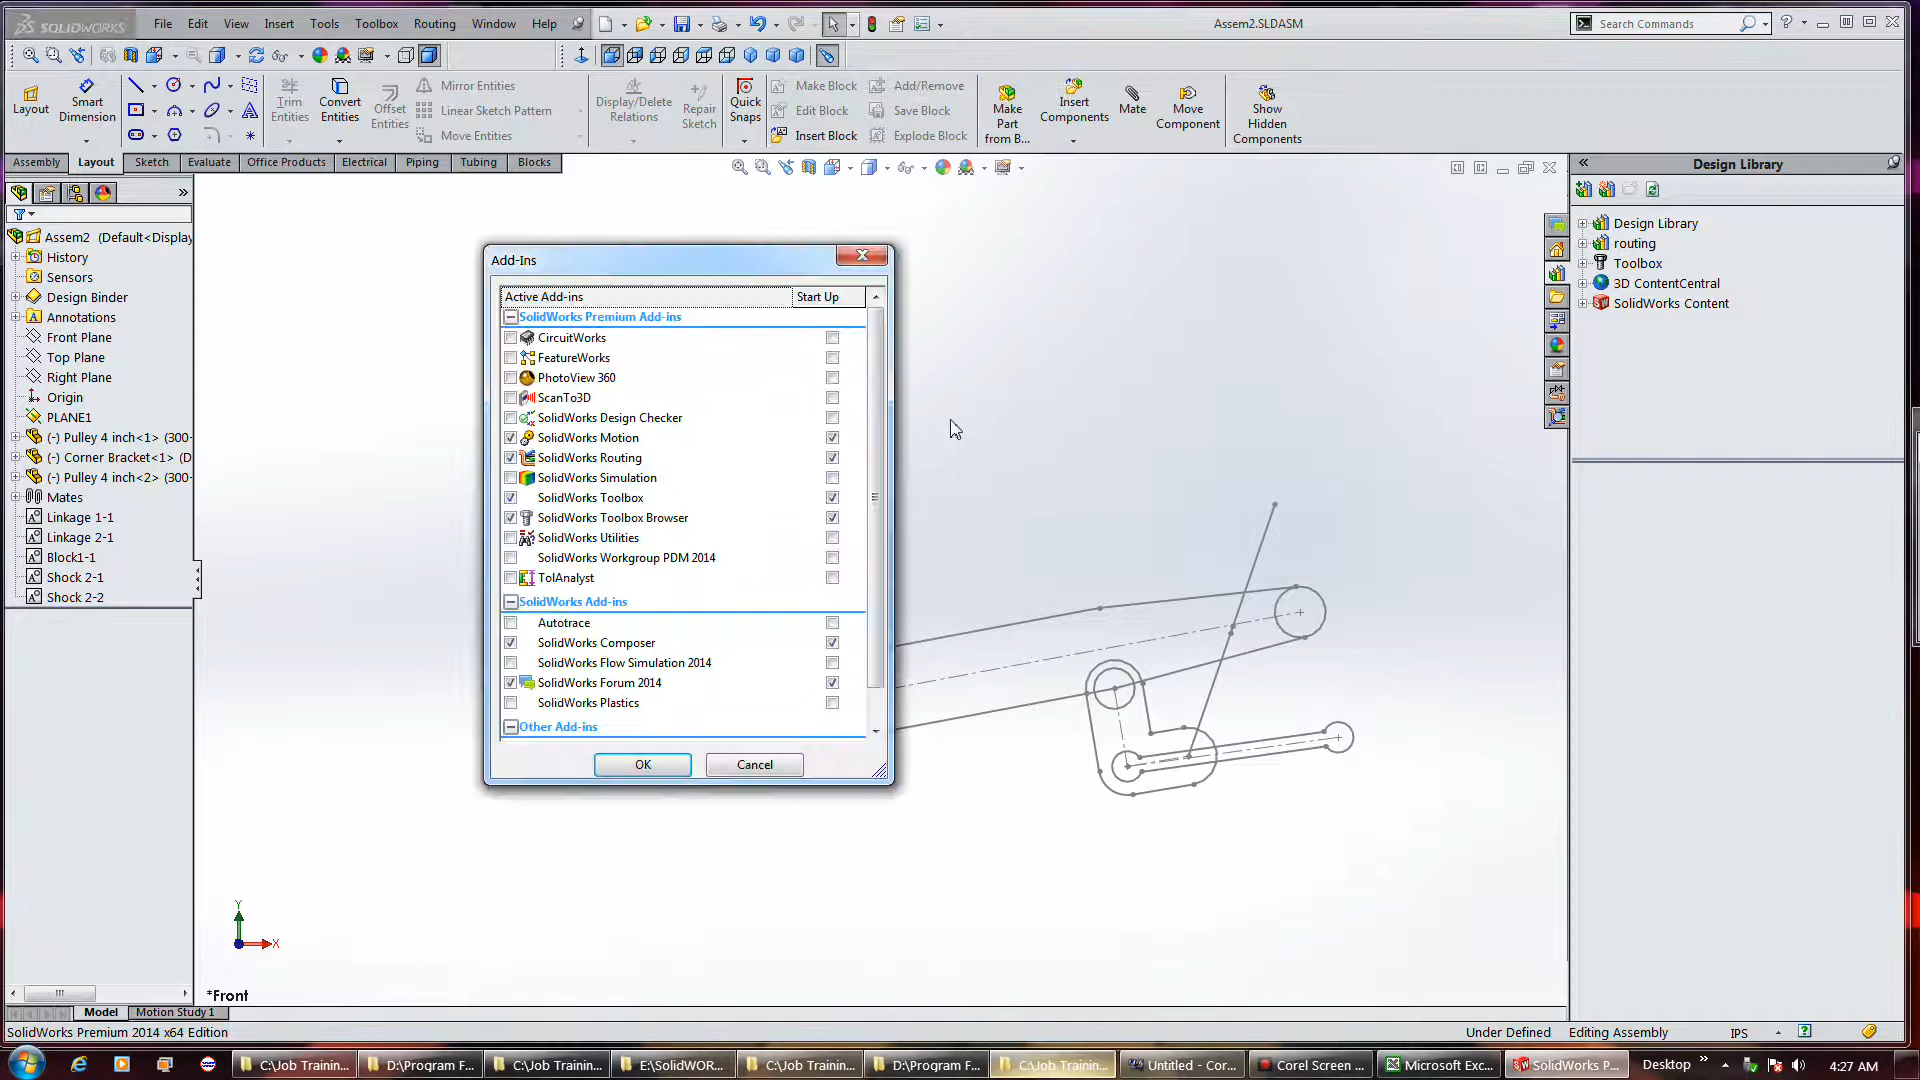 SOLIDWORKS File Edit View Insert Tools Toolbox Routing Window Help Assem2.SLDASM Search Commands
Layout Smart Dimension Trim Entities Convert Entities Offset Entities Mirror Entities Linear Sketch Pattern Move Entities Display/Delete Relations Repair Sketch Quick Snaps Make Block Edit Block Insert Block Add/Remove Save Block Explode Block Make Part from B... Insert Components Mate Move Component Show Hidden Components
Assembly Layout Sketch Evaluate Office Products Electrical Piping Tubing Blocks
Design Library
Assem2 (Default<Display
History
Sensors
Design Binder
Annotations
Front Plane
Top Plane
Right Plane
Origin
PLANE1
(-) Pulley 4 inch<1> (300-
(-) Corner Bracket<1> (D
(-) Pulley 4 inch<2> (300-
Mates
Linkage 1-1
Linkage 2-1
Block1-1
Shock 2-1
Shock 2-2
Add-Ins
Active Add-ins Start Up
SolidWorks Premium Add-ins
CircuitWorks
FeatureWorks
PhotoView 360
ScanTo3D
SolidWorks Design Checker
SolidWorks Motion
SolidWorks Routing
SolidWorks Simulation
SolidWorks Toolbox
SolidWorks Toolbox Browser
SolidWorks Utilities
SolidWorks Workgroup PDM 2014
TolAnalyst
SolidWorks Add-ins
Autotrace
SolidWorks Composer
SolidWorks Flow Simulation 2014
SolidWorks Forum 2014
SolidWorks Plastics
Other Add-ins
OK Cancel
Design Library
routing
Toolbox
3D ContentCentral
SolidWorks Content
Y
X
*Front
Model Motion Study 1
SolidWorks Premium 2014 x64 Edition Under Defined Editing Assembly IPS
C:\Job Trainin... D:\Program F... C:\Job Trainin... E:\SolidWOR... C:\Job Trainin... D:\Program F... C:\Job Trainin... Untitled - Cor... Corel Screen ... Microsoft Exc... SolidWorks P... Desktop 4:27 AM